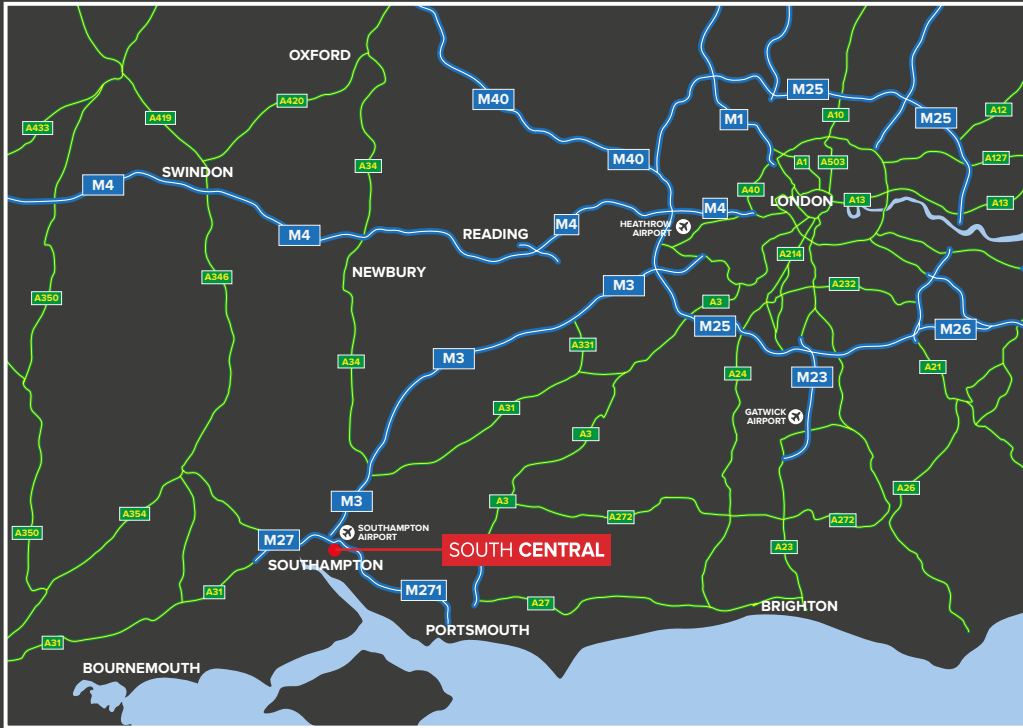 OXFORD
M40
M25
A420
A419
A433
A10
M25
A12
M1
M40
A1
A503
A127
A34
SWINDON
M4
A40
LONDON
A13
A13
M4
M4
HEATHROW
AIRPORT
READING
M4
A214
NEWBURY
A346
A350
M3
A232
A3
M25
M26
A331
M3
A34
A21
A24
M23
A31
GATWICK
AIRPORT
A3
A26
M3
A3
A354
A272
A272
A350
SOUTHAMPTON
AIRPORT
M27
SOUTH CENTRAL
A23
SOUTHAMPTON
M271
A31
A27
BRIGHTON
PORTSMOUTH
A31
BOURNEMOUTH